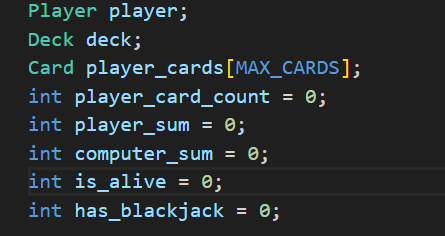 Player player;
Deck deck;
Card player_cards[MAX_CARDS];
int player_card_count = 0;
int player_sum = 0;
int computer_sum = 0;
int is_alive = 0;
int has_blackjack = 0;